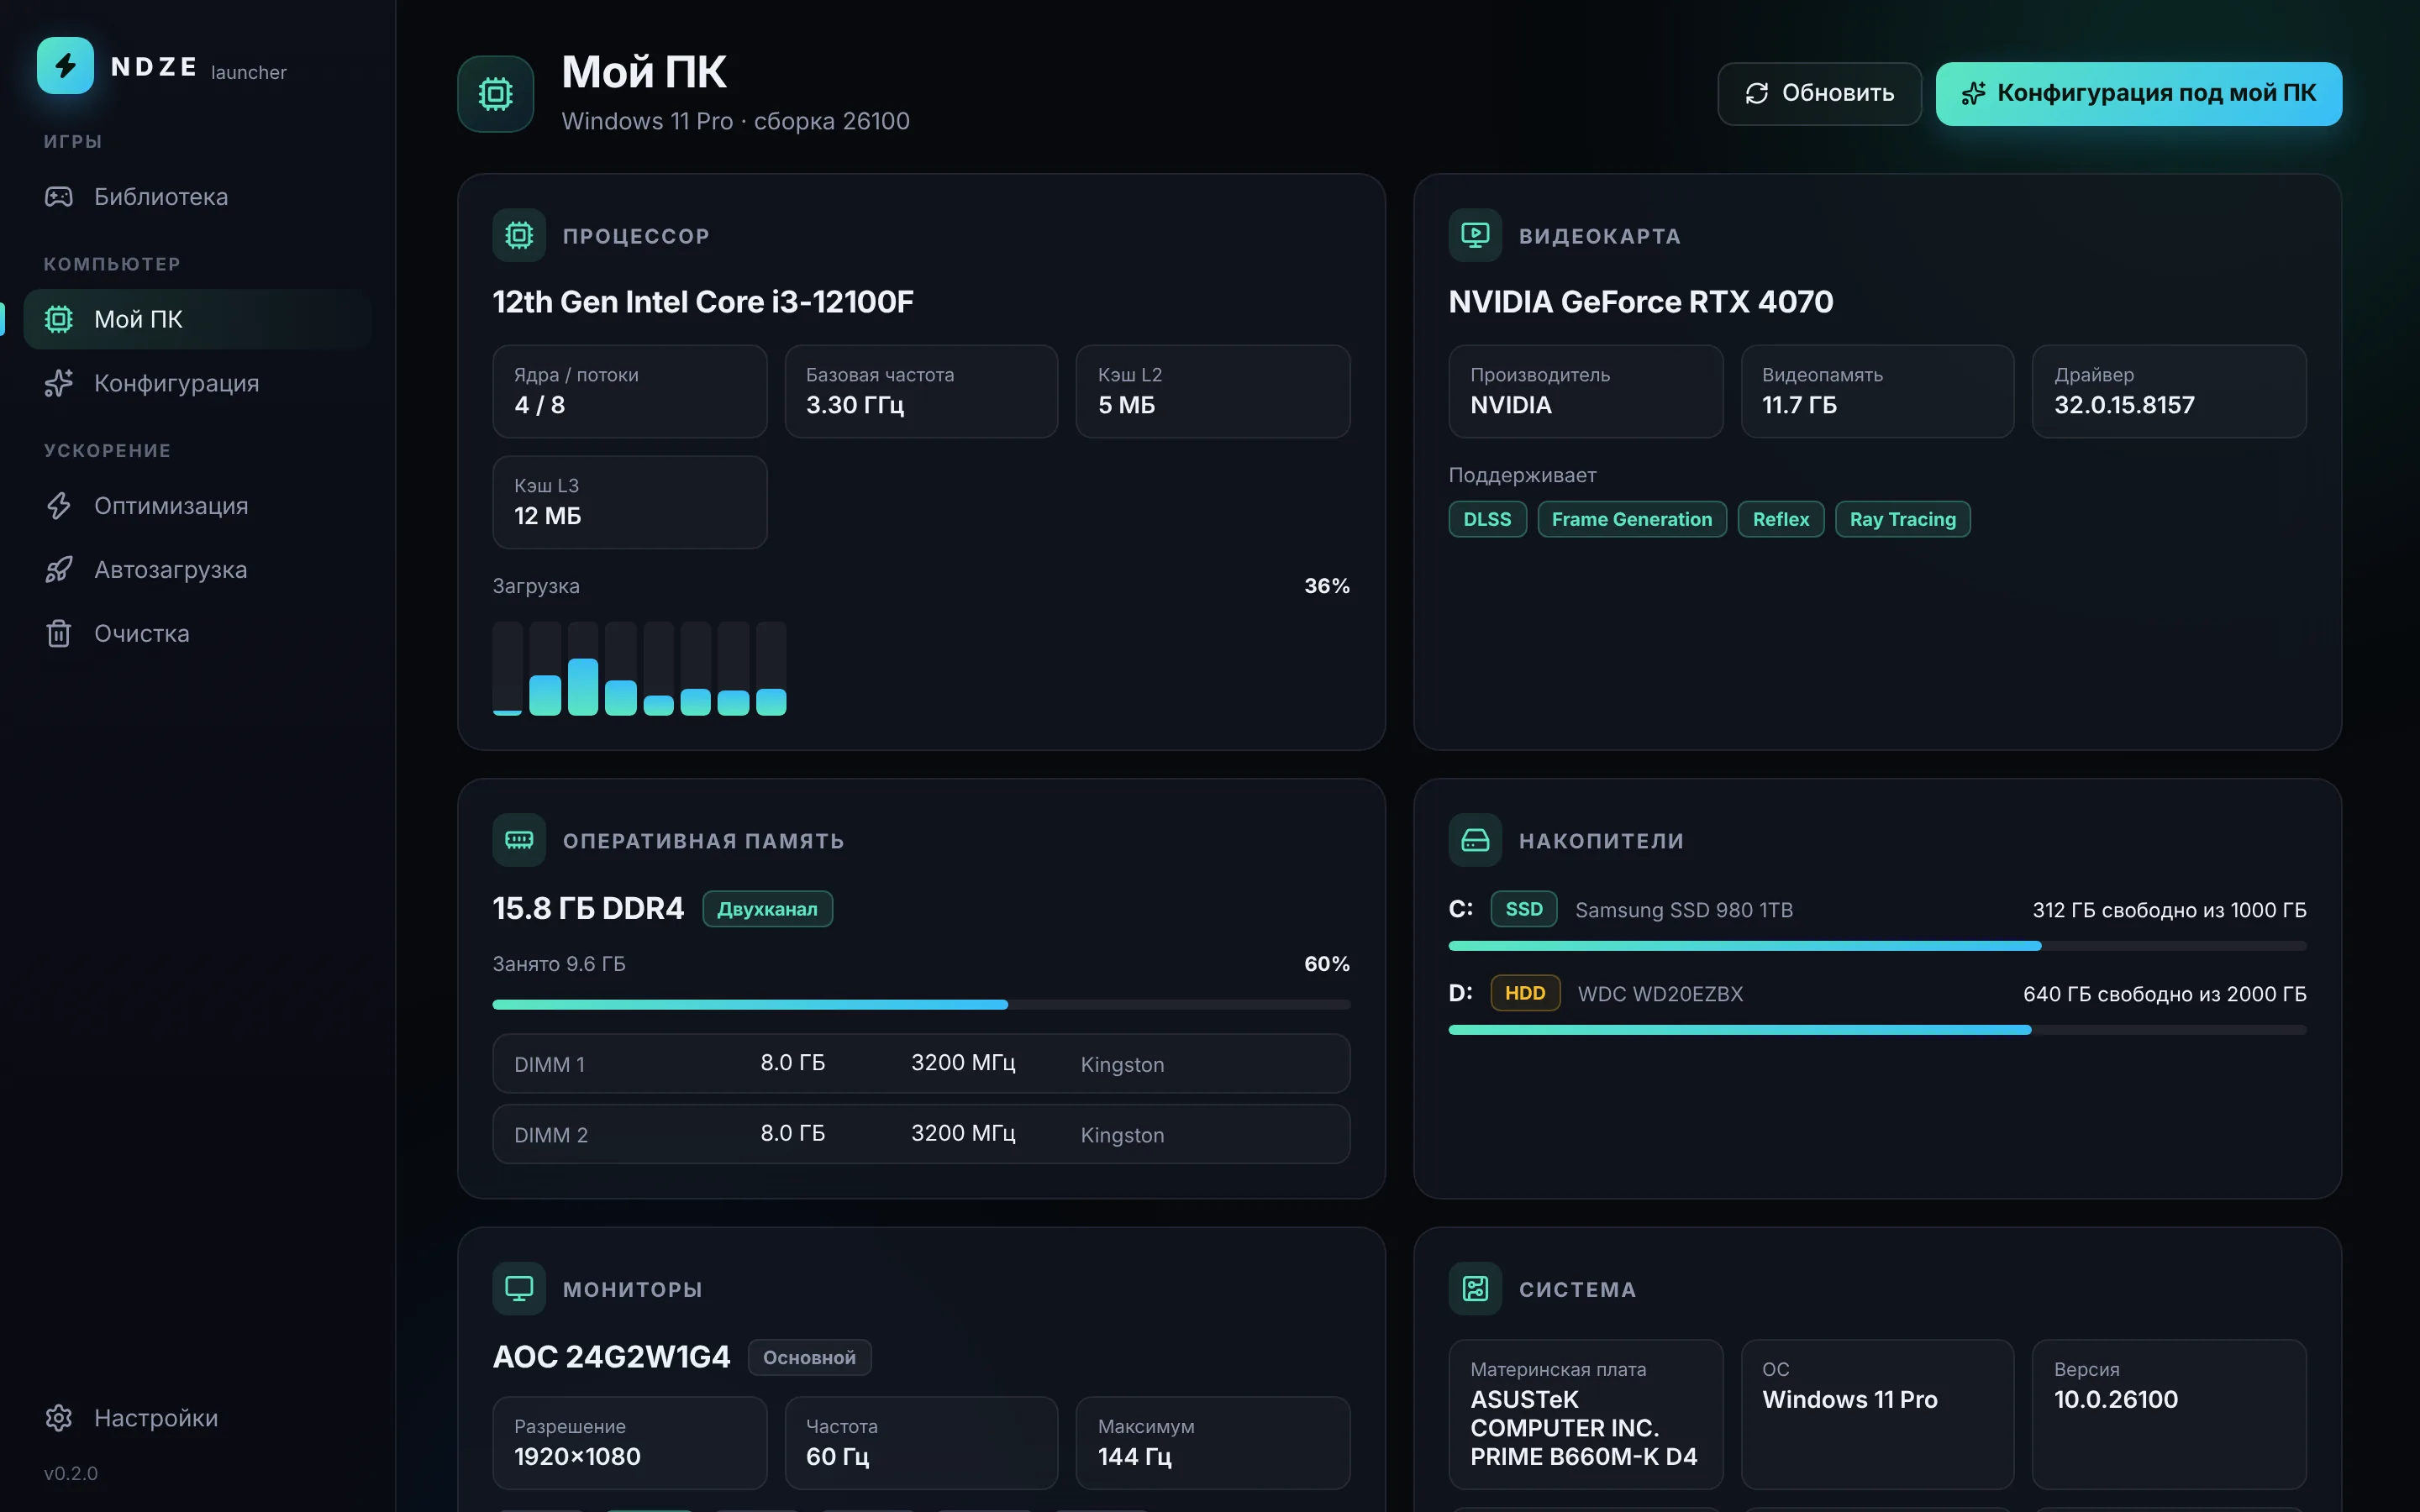 NDZE launcher
ИГРЫ
Библиотека
КОМПЬЮТЕР
Мой ПК
Конфигурация
УСКОРЕНИЕ
Оптимизация
Автозагрузка
Очистка
Настройки
v0.2.0
Мой ПК
Windows 11 Pro · сборка 26100
Обновить
Конфигурация под мой ПК
ПРОЦЕССОР
12th Gen Intel Core i3-12100F
Ядра / потоки
4 / 8
Базовая частота
3.30 ГГц
Кэш L2
5 МБ
Кэш L3
12 МБ
Загрузка 36%
ВИДЕОКАРТА
NVIDIA GeForce RTX 4070
Производитель
NVIDIA
Видеопамять
11.7 ГБ
Драйвер
32.0.15.8157
Поддерживает
DLSS Frame Generation Reflex Ray Tracing
ОПЕРАТИВНАЯ ПАМЯТЬ
15.8 ГБ DDR4 Двухканал
Занято 9.6 ГБ 60%
DIMM 1 8.0 ГБ 3200 МГц Kingston
DIMM 2 8.0 ГБ 3200 МГц Kingston
НАКОПИТЕЛИ
C: SSD Samsung SSD 980 1TB 312 ГБ свободно из 1000 ГБ
D: HDD WDC WD20EZBX 640 ГБ свободно из 2000 ГБ
МОНИТОРЫ
AOC 24G2W1G4 Основной
Разрешение
1920×1080
Частота
60 Гц
Максимум
144 Гц
СИСТЕМА
Материнская плата
ASUSTeK
COMPUTER INC.
PRIME B660M-K D4
ОС
Windows 11 Pro
Версия
10.0.26100